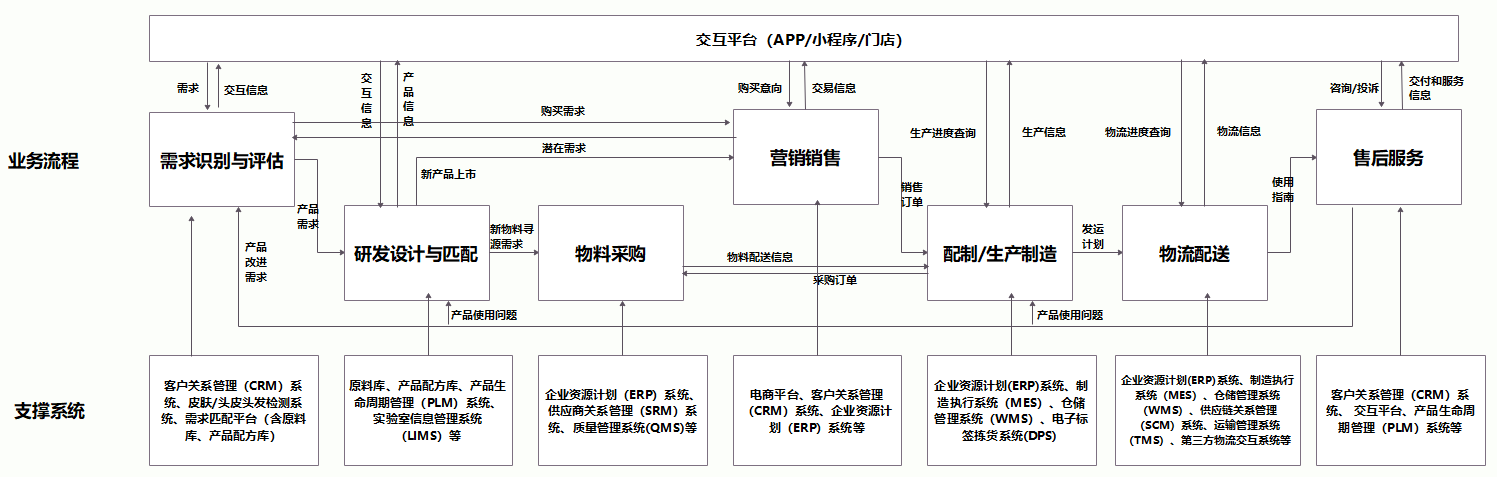 交互平台（APP/小程序/门店）
需求
交互信息
交
互
信
息
产
品
信
息
购买意向
交易信息
生产进度查询
生产信息
物流进度查询
物流信息
咨询/投诉
交付和服务
信息
购买需求
潜在需求
新产品上市
业务流程
需求识别与评估
营销销售
售后服务
产品
需求
销售
订单
使用
指南
产品
改进
需求
研发设计与匹配
新物料寻
源需求
物料采购
物料配送信息
采购订单
配制/生产制造
发运
计划
物流配送
产品使用问题
产品使用问题
支撑系统
客户关系管理（CRM）系
统、皮肤/头皮头发检测系
统、需求匹配平台（含原料
库、产品配方库）
原料库、产品配方库、产品生
命周期管理（PLM）系统、
实验室信息管理系统
（LIMS）等
企业资源计划（ERP）系统、
供应商关系管理（SRM）系
统、质量管理系统(QMS)等
电商平台、客户关系管理
（CRM）系统、企业资源计
划（ERP）系统等
企业资源计划(ERP)系统、制
造执行系统（MES）、仓储
管理系统（WMS）、电子标
签拣货系统(DPS)
企业资源计划(ERP)系统、制造执行
系统（MES）、仓储管理系统
（WMS）、供应链关系管理
（SCM）系统、运输管理系统
（TMS）、第三方物流交互系统等
客户关系管理（CRM）系
统、 交互平台、产品生命周
期管理（PLM）系统等